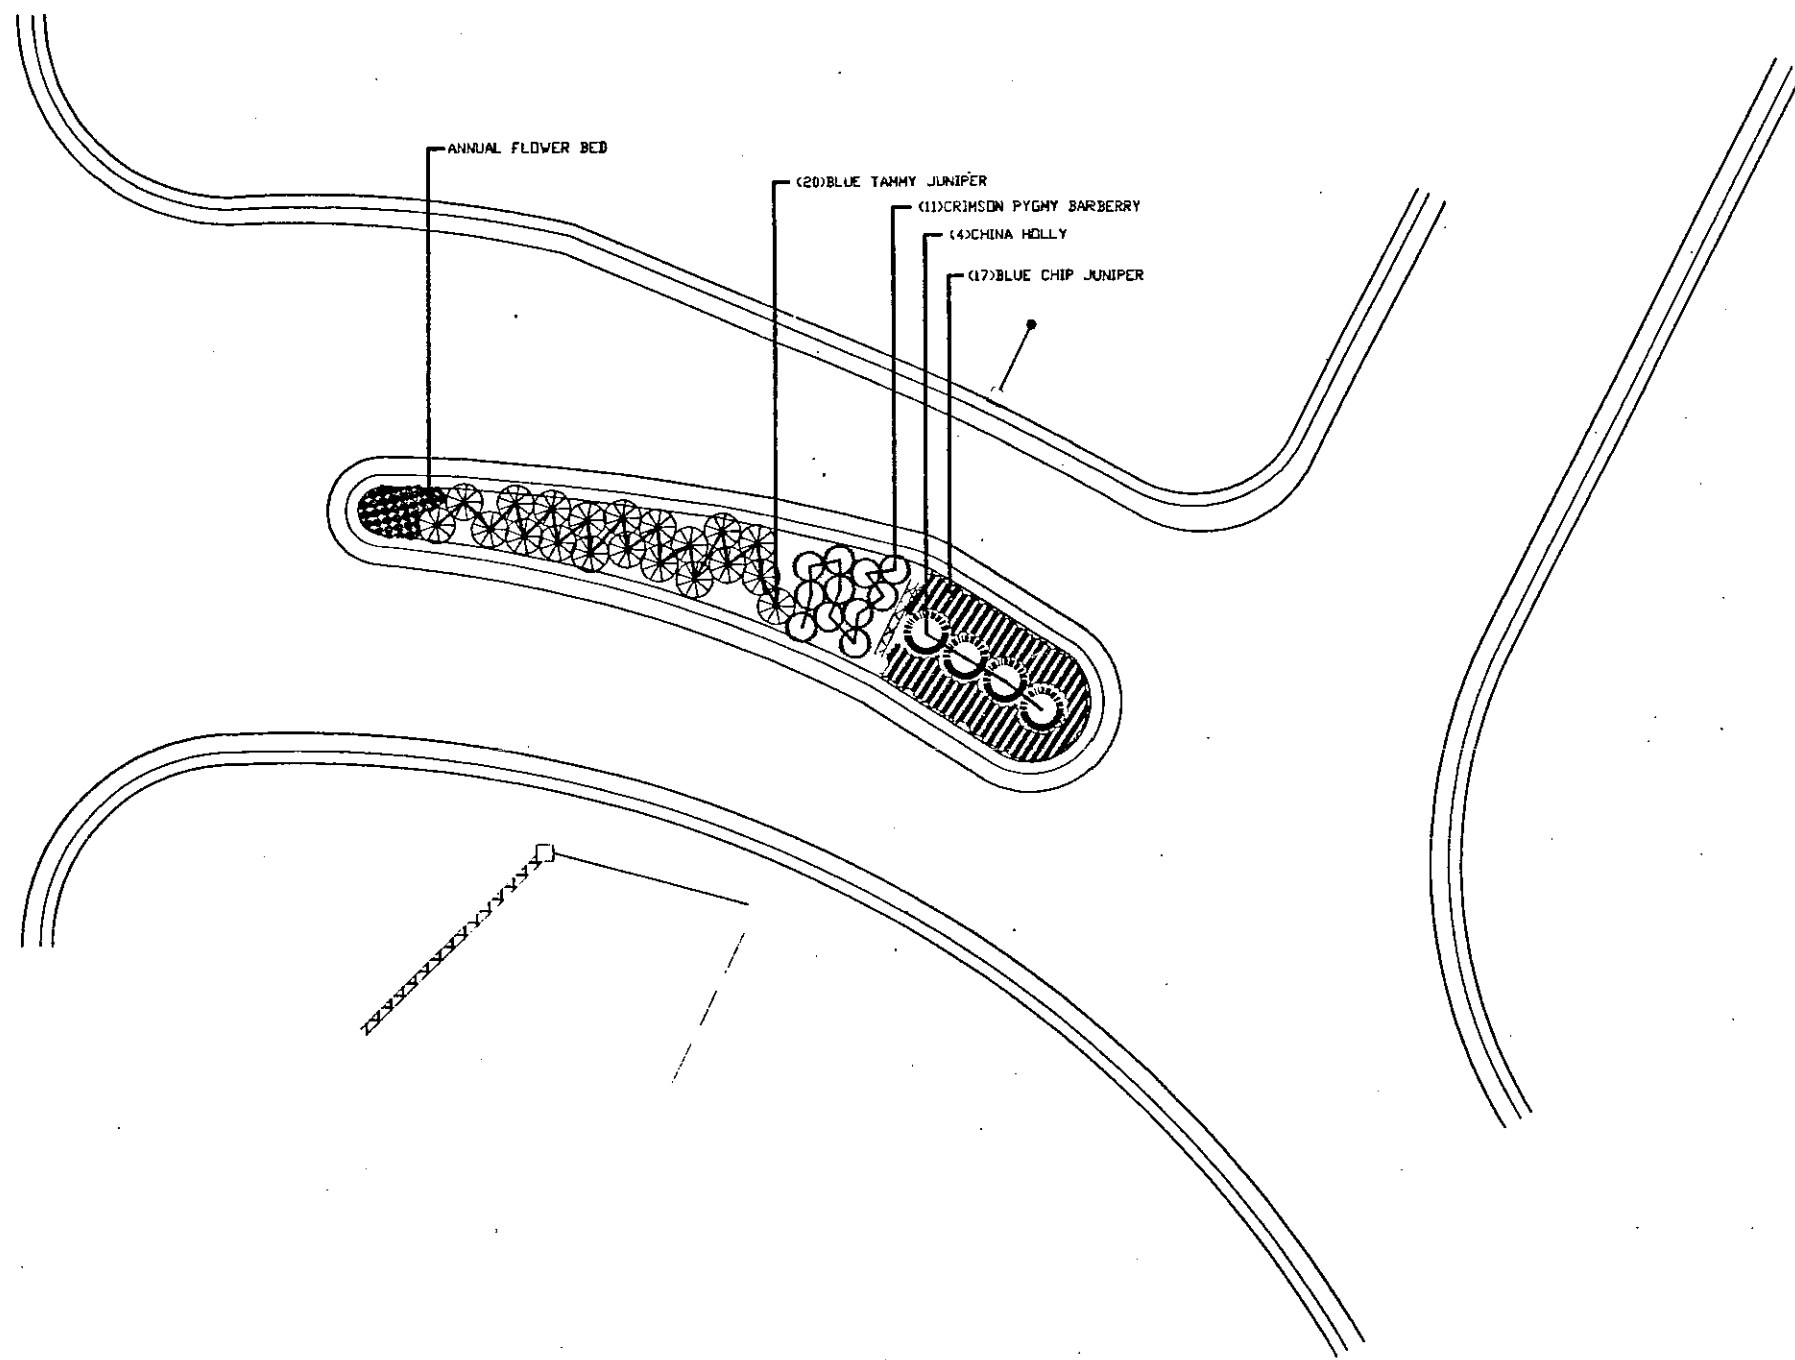 ANNUAL FLOWER BED
(20)BLUE TAMMY JUNIPER
(11)CRIMSON PYGMY BARBERRY
(4)CHINA HOLLY
(17)BLUE CHIP JUNIPER